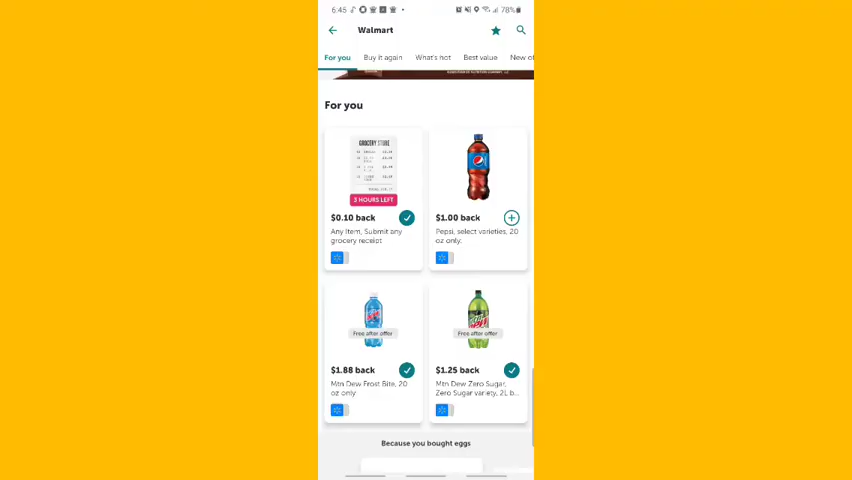 6:45
78%
Walmart
For you
Buy it again
What's hot
Best value
New of
For you
GROCERY STORE
3 HOURS LEFT
$0.10 back
Any Item, Submit any
grocery receipt
pepsi
$1.00 back
Pepsi, select varieties, 20
oz only.
Free after offer
$1.88 back
Mtn Dew Frost Bite, 20
oz only
Free after offer
$1.25 back
Mtn Dew Zero Sugar,
Zero Sugar variety, 2L b...
Because you bought eggs